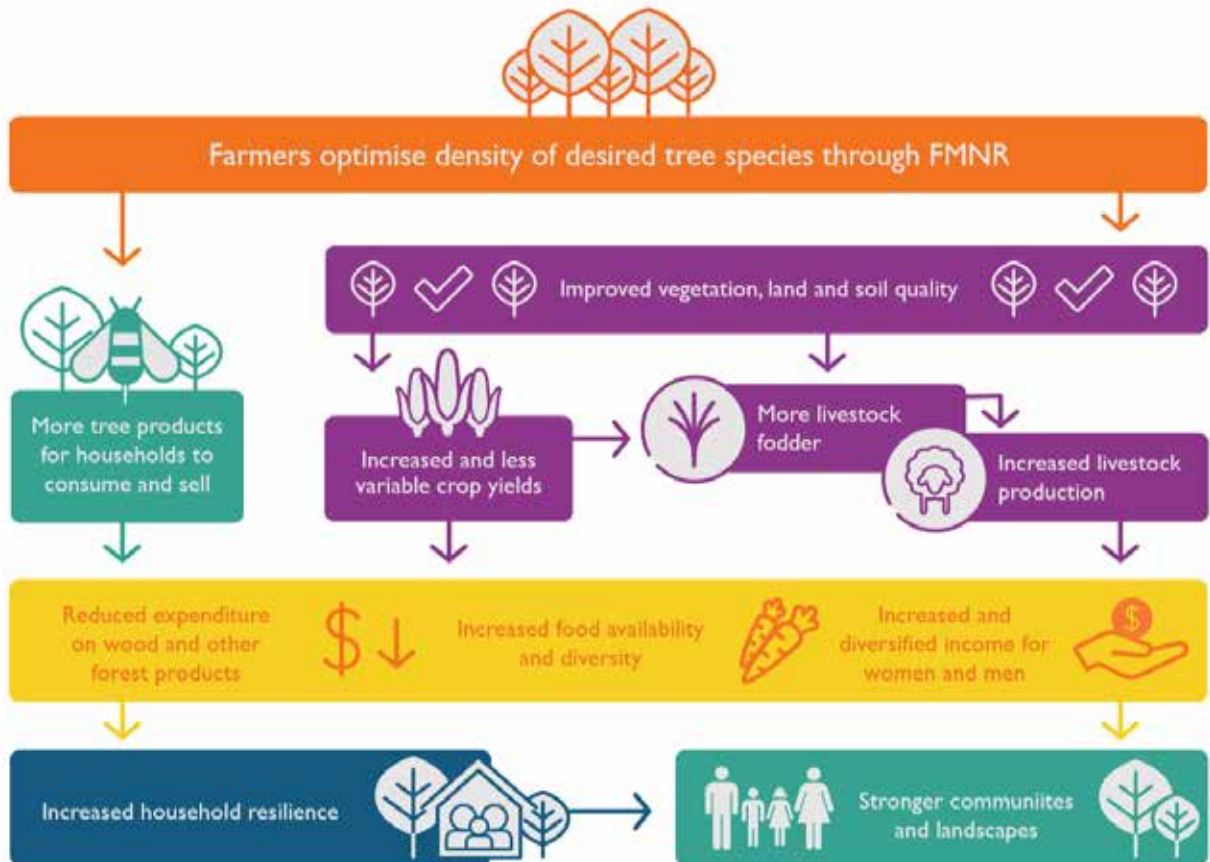 Farmers optimise density of desired tree species through FMNR
Improved vegetation, land and soil quality
More tree products
for households to
consume and sell
Increased and less
variable crop yields
More livestock
fodder
Increased livestock
production
Reduced expenditure
on wood and other
forest products
$
Increased food availability
and diversity
Increased and
diversified income for
women and men
$
Increased household resilience
Stronger communiites
and landscapes